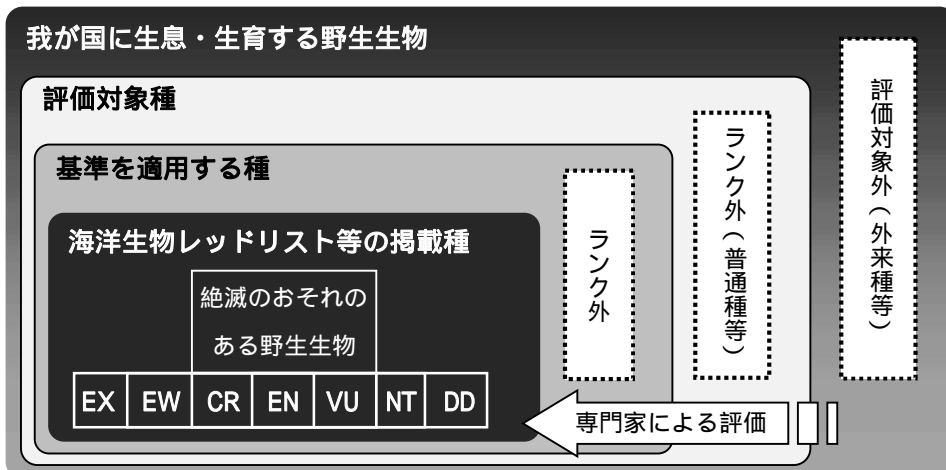 我が国に生息・生育する野生生物
評価対象種
基準を適用する種
海洋生物レッドリスト等の掲載種
絶滅のおそれの
ある野生生物
EX EW CR EN VU NT DD
ランク外
ランク外(普通種等)
評価対象外(外来種等)
専門家による評価